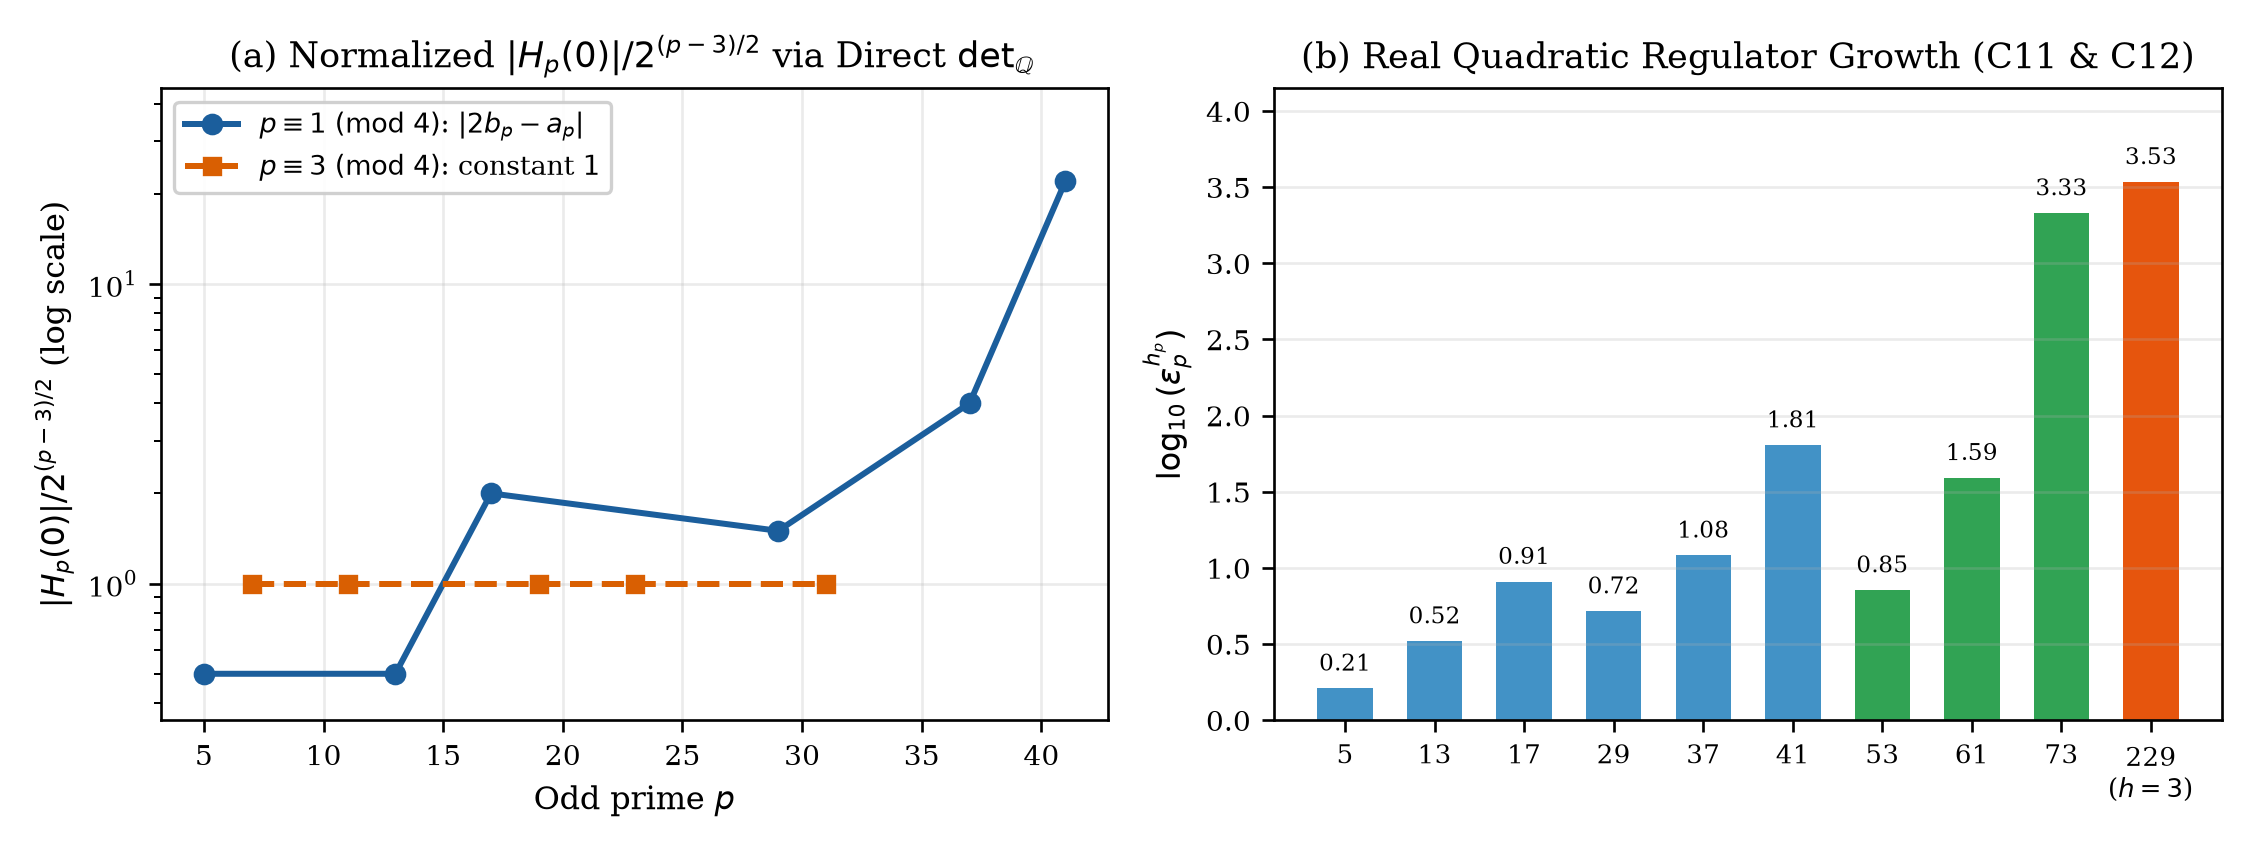 (a) Normalized |H_p(0)|/2^{(p−3)/2} via Direct det_ℚ
|H_p(0)|/2^{(p−3)/2} (log scale)
10^1
10^0
p ≡ 1 (mod 4): |2b_p − a_p|
p ≡ 3 (mod 4): constant 1
5 10 15 20 25 30 35 40
Odd prime p
(b) Real Quadratic Regulator Growth (C11 & C12)
log_{10}(ε_p^{h_p})
4.0
3.5
3.0
2.5
2.0
1.5
1.0
0.5
0.0
0.21
0.52
0.91
0.72
1.08
1.81
0.85
1.59
3.33
3.53
5 13 17 29 37 41 53 61 73 229
(h = 3)